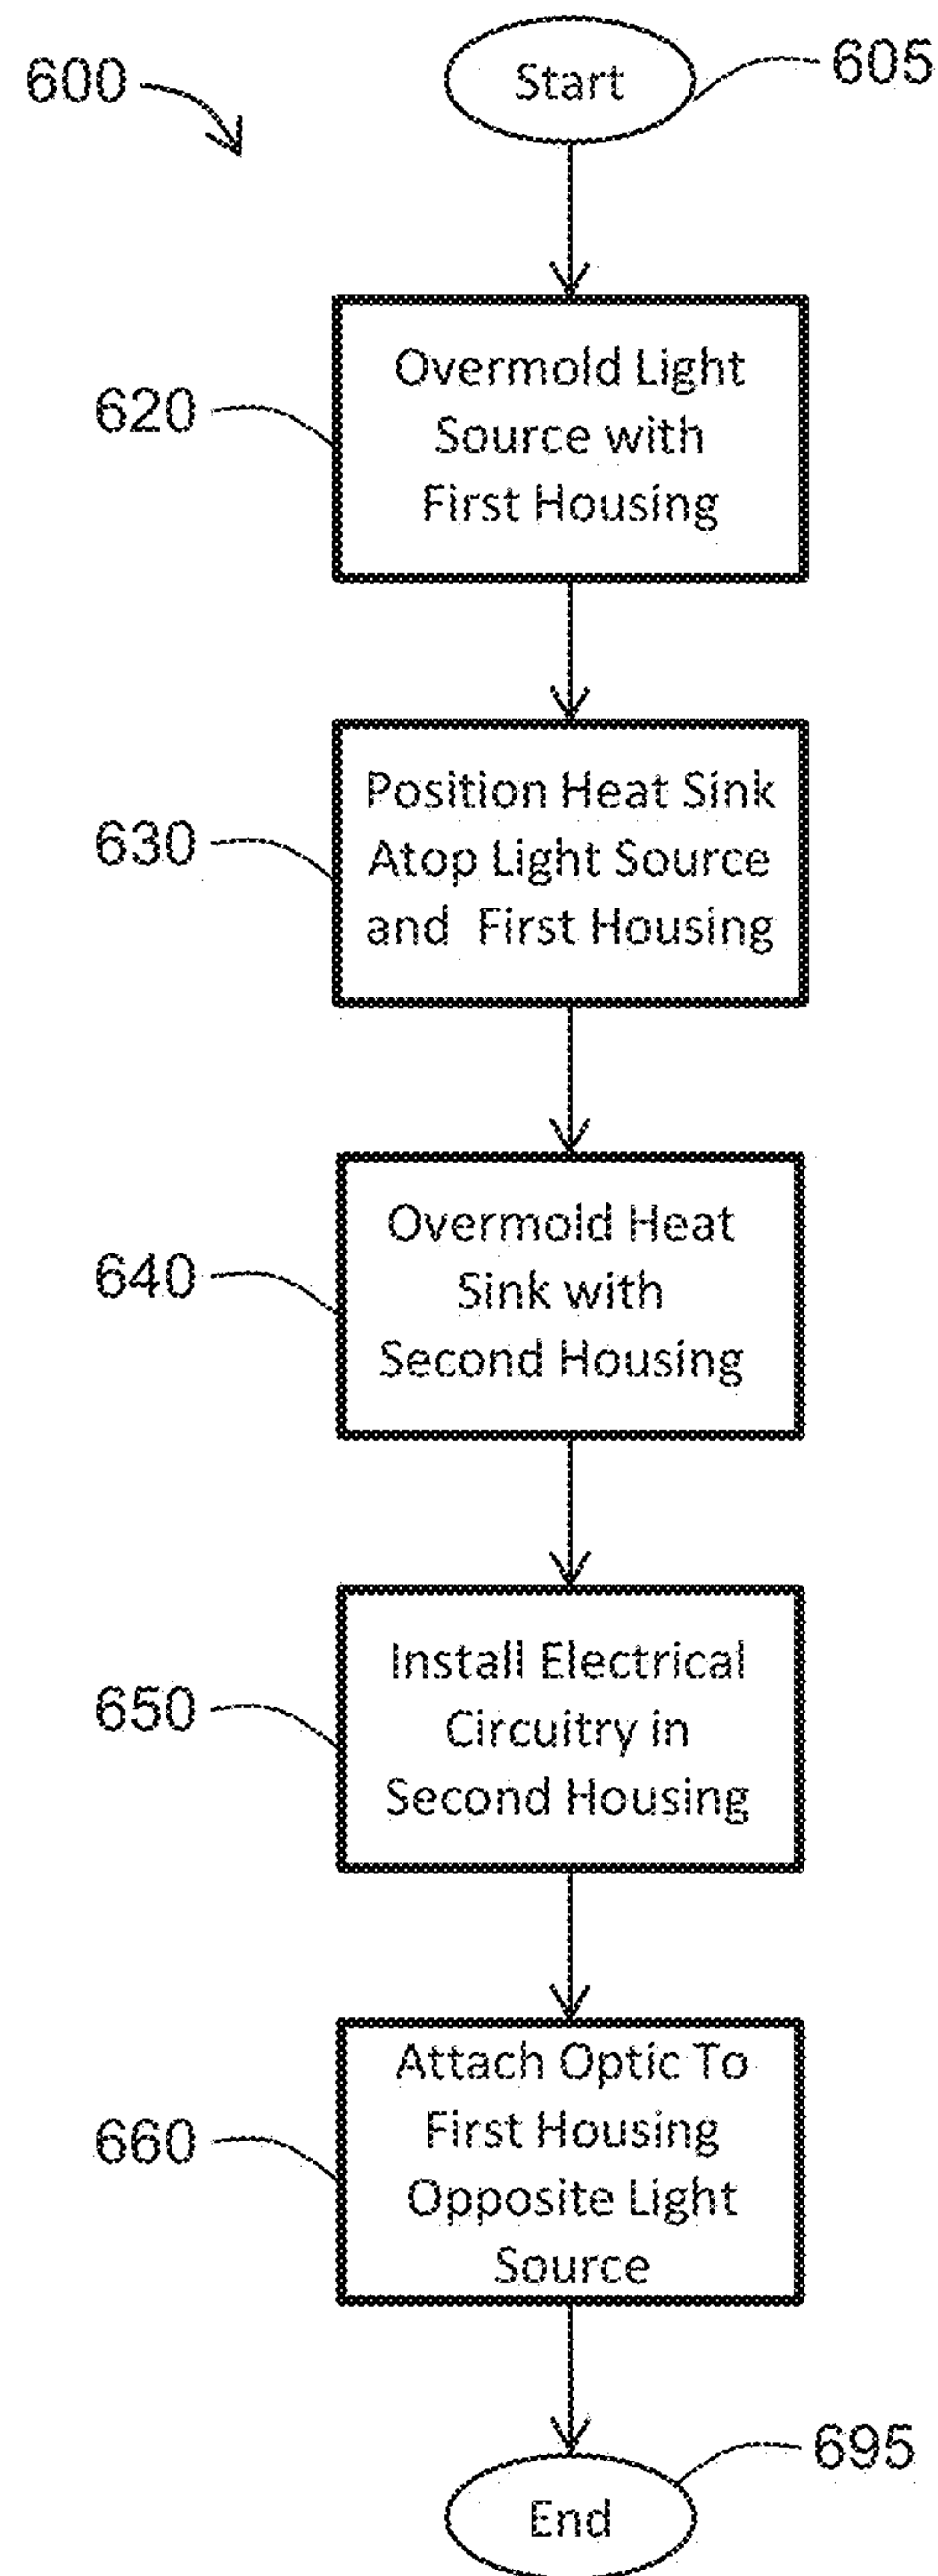 600
Start
605
620
Overmold Light
Source with
First Housing
630
Position Heat Sink
Atop Light Source
and First Housing
640
Overmold Heat
Sink with
Second Housing
650
Install Electrical
Circuitry in
Second Housing
660
Attach Optic To
First Housing
Opposite Light
Source
695
End